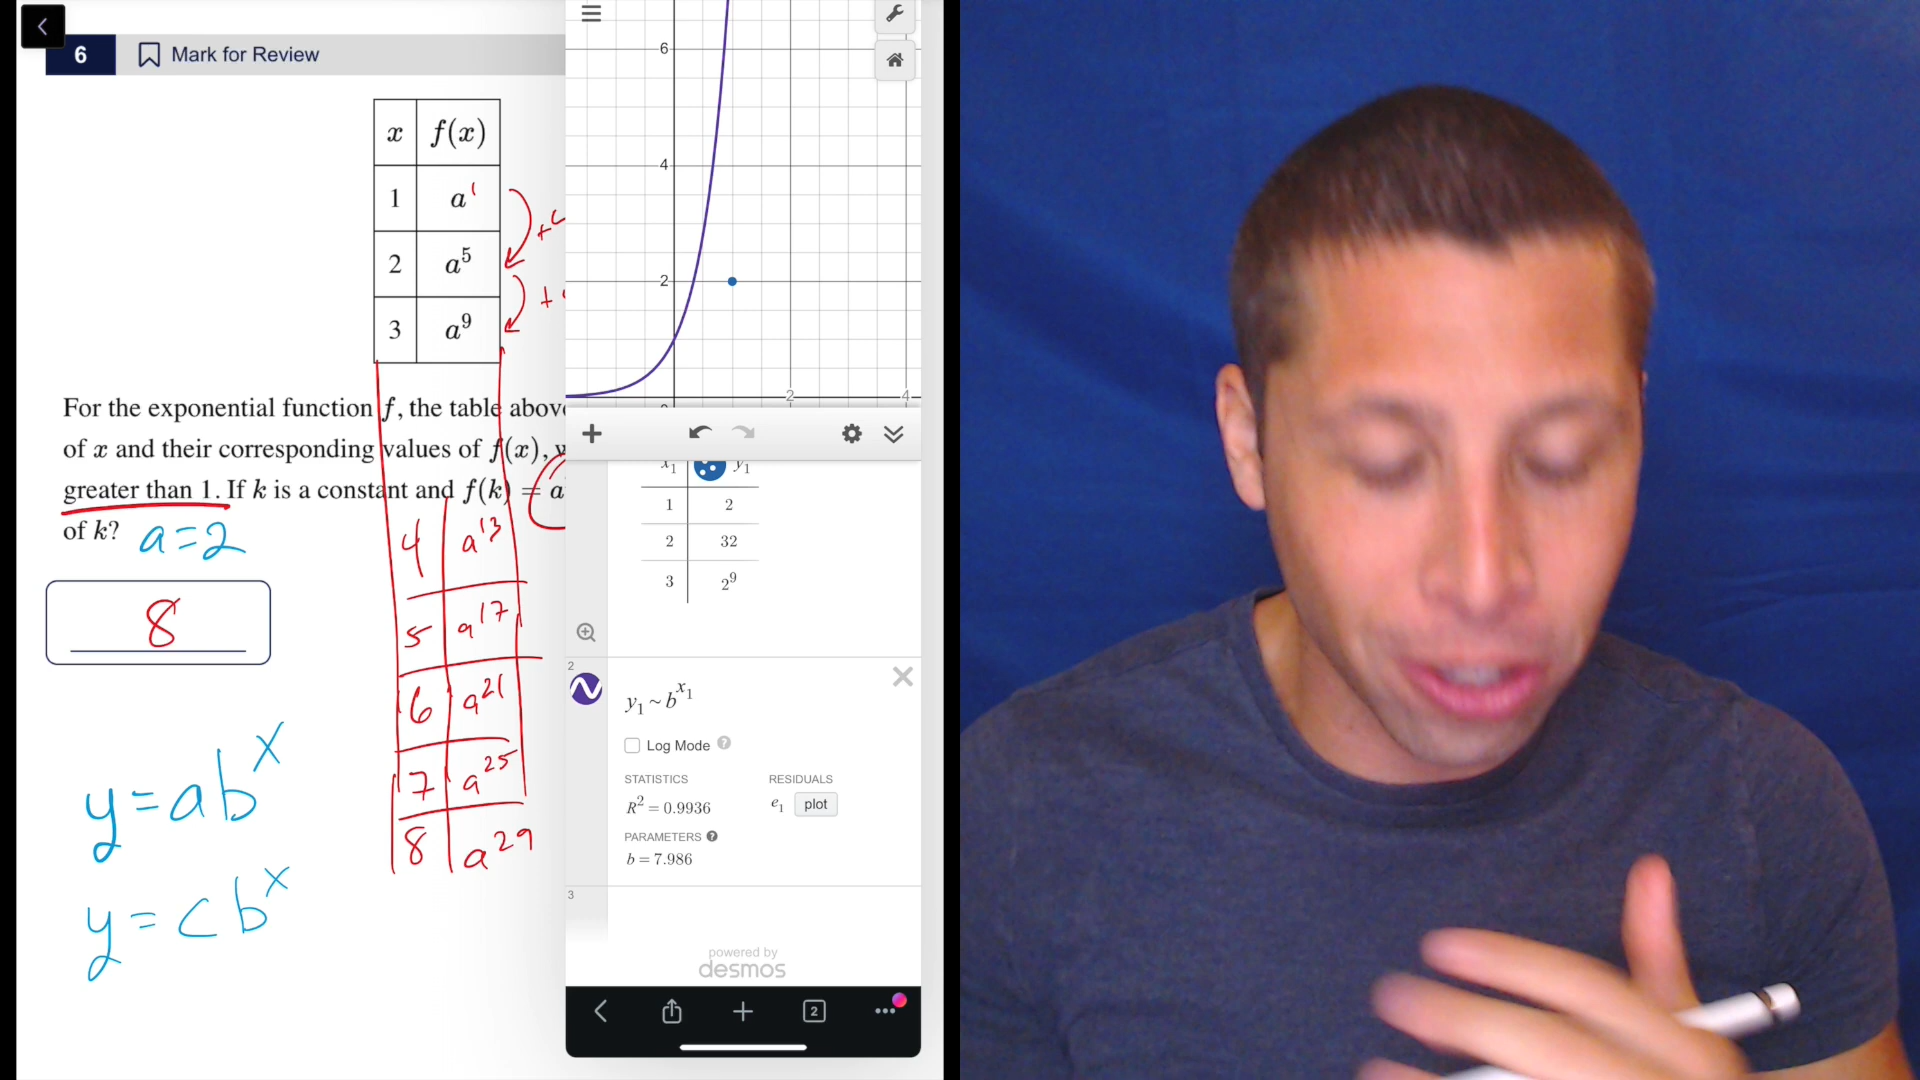 6 Mark for Review
x f(x)
1 a¹
2 a⁵
3 a⁹
For the exponential function f, the table abov
of x and their corresponding values of f(x),
greater than 1. If k is a constant and f(k) = a
of k? a=2
8
4 a¹³
5 a¹⁷
6 a²¹
7 a²⁵
8 a²⁹
y=abˣ
y=cbˣ
6
4
2
2
4
x₁ y₁
1 2
2 32
3 2⁹
2
y₁ ~ b^x₁
Log Mode
STATISTICS RESIDUALS
R² = 0.9936 e₁ plot
PARAMETERS
b = 7.986
3
powered by
desmos
2